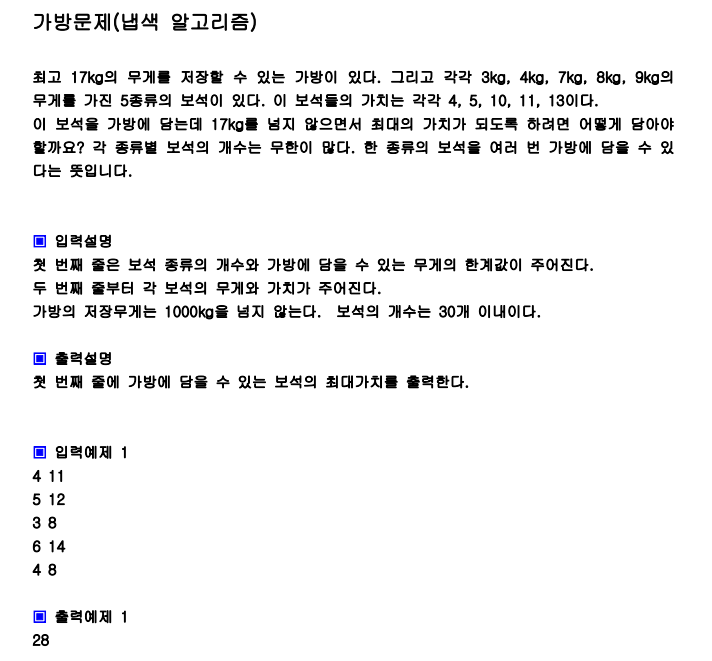 가방문제(냅색 알고리즘)
최고 17kg의 무게를 저장할 수 있는 가방이 있다. 그리고 각각 3kg, 4kg, 7kg, 8kg, 9kg의
무게를 가진 5종류의 보석이 있다. 이 보석들의 가치는 각각 4, 5, 10, 11, 13이다.
이 보석을 가방에 담는데 17kg를 넘지 않으면서 최대의 가치가 되도록 하려면 어떻게 담아야
할까요? 각 종류별 보석의 개수는 무한이 많다. 한 종류의 보석을 여러 번 가방에 담을 수 있
다는 뜻입니다.
▣ 입력설명
첫 번째 줄은 보석 종류의 개수와 가방에 담을 수 있는 무게의 한계값이 주어진다.
두 번째 줄부터 각 보석의 무게와 가치가 주어진다.
가방의 저장무게는 1000kg을 넘지 않는다. 보석의 개수는 30개 이내이다.
▣ 출력설명
첫 번째 줄에 가방에 담을 수 있는 보석의 최대가치를 출력한다.
▣ 입력예제 1
4 11
5 12
3 8
6 14
4 8
▣ 출력예제 1
28